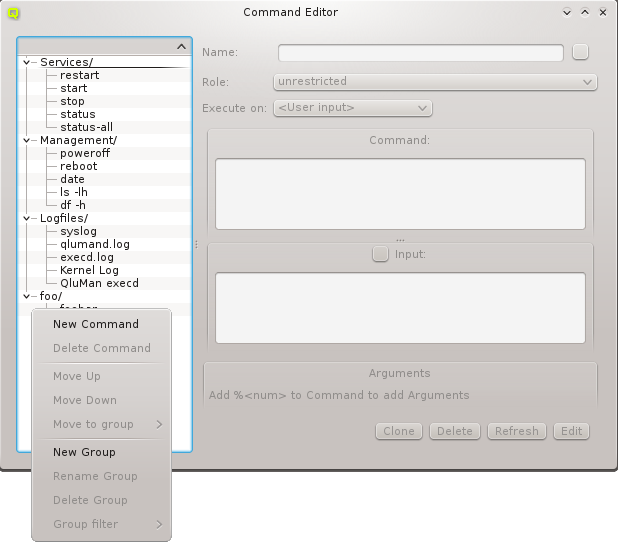 Command Editor
Services/
restart
start
stop
status
status-all
Management/
poweroff
reboot
date
ls -lh
df -h
Logfiles/
syslog
qlumand.log
execd.log
Kernel Log
QluMan execd
foo/
New Command
Delete Command
Move Up
Move Down
Move to group
New Group
Rename Group
Delete Group
Group filter
Name:
Role:
unrestricted
Execute on:
<User input>
Command:
Input:
Arguments
Add %<num> to Command to add Arguments
Clone
Delete
Refresh
Edit